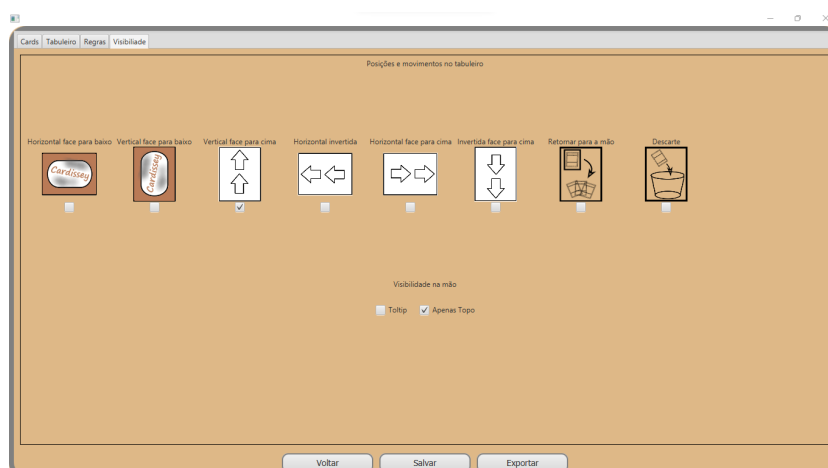 Cards Tabuleiro Regras Visibiliade
Posições e movimentos no tabuleiro
Horizontal face para baixo Vertical face para baixo Vertical face para cima Horizontal invertida Horizontal face para cima Invertida face para cima Retornar para a mão Descarte
Cardissey Cardissey
Visibilidade na mão
Toltip Apenas Topo
Voltar Salvar Exportar